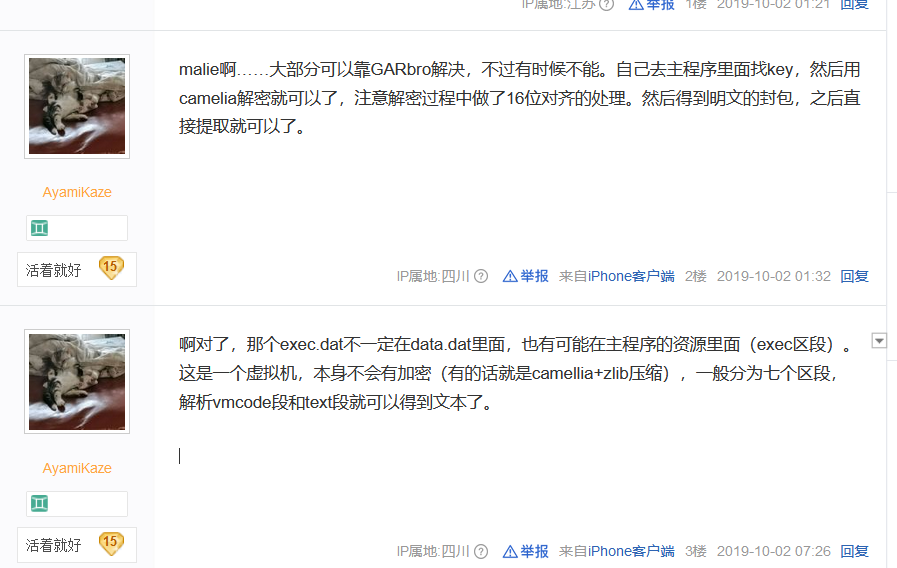 IP属地:江苏 举报 1楼 2019-10-02 01:21 回复
malie啊……大部分可以靠GARbro解决，不过有时候不能。自己去主程序里面找key，然后用
camelia解密就可以了，注意解密过程中做了16位对齐的处理。然后得到明文的封包，之后直
接提取就可以了。
AyamiKaze
活着就好 15
IP属地:四川 举报 来自iPhone客户端 2楼 2019-10-02 01:32 回复
啊对了，那个exec.dat不一定在data.dat里面，也有可能在主程序的资源里面（exec区段）。
这是一个虚拟机，本身不会有加密（有的话就是camellia+zlib压缩），一般分为七个区段，
解析vmcode段和text段就可以得到文本了。
AyamiKaze
活着就好 15
IP属地:四川 举报 来自iPhone客户端 3楼 2019-10-02 07:26 回复